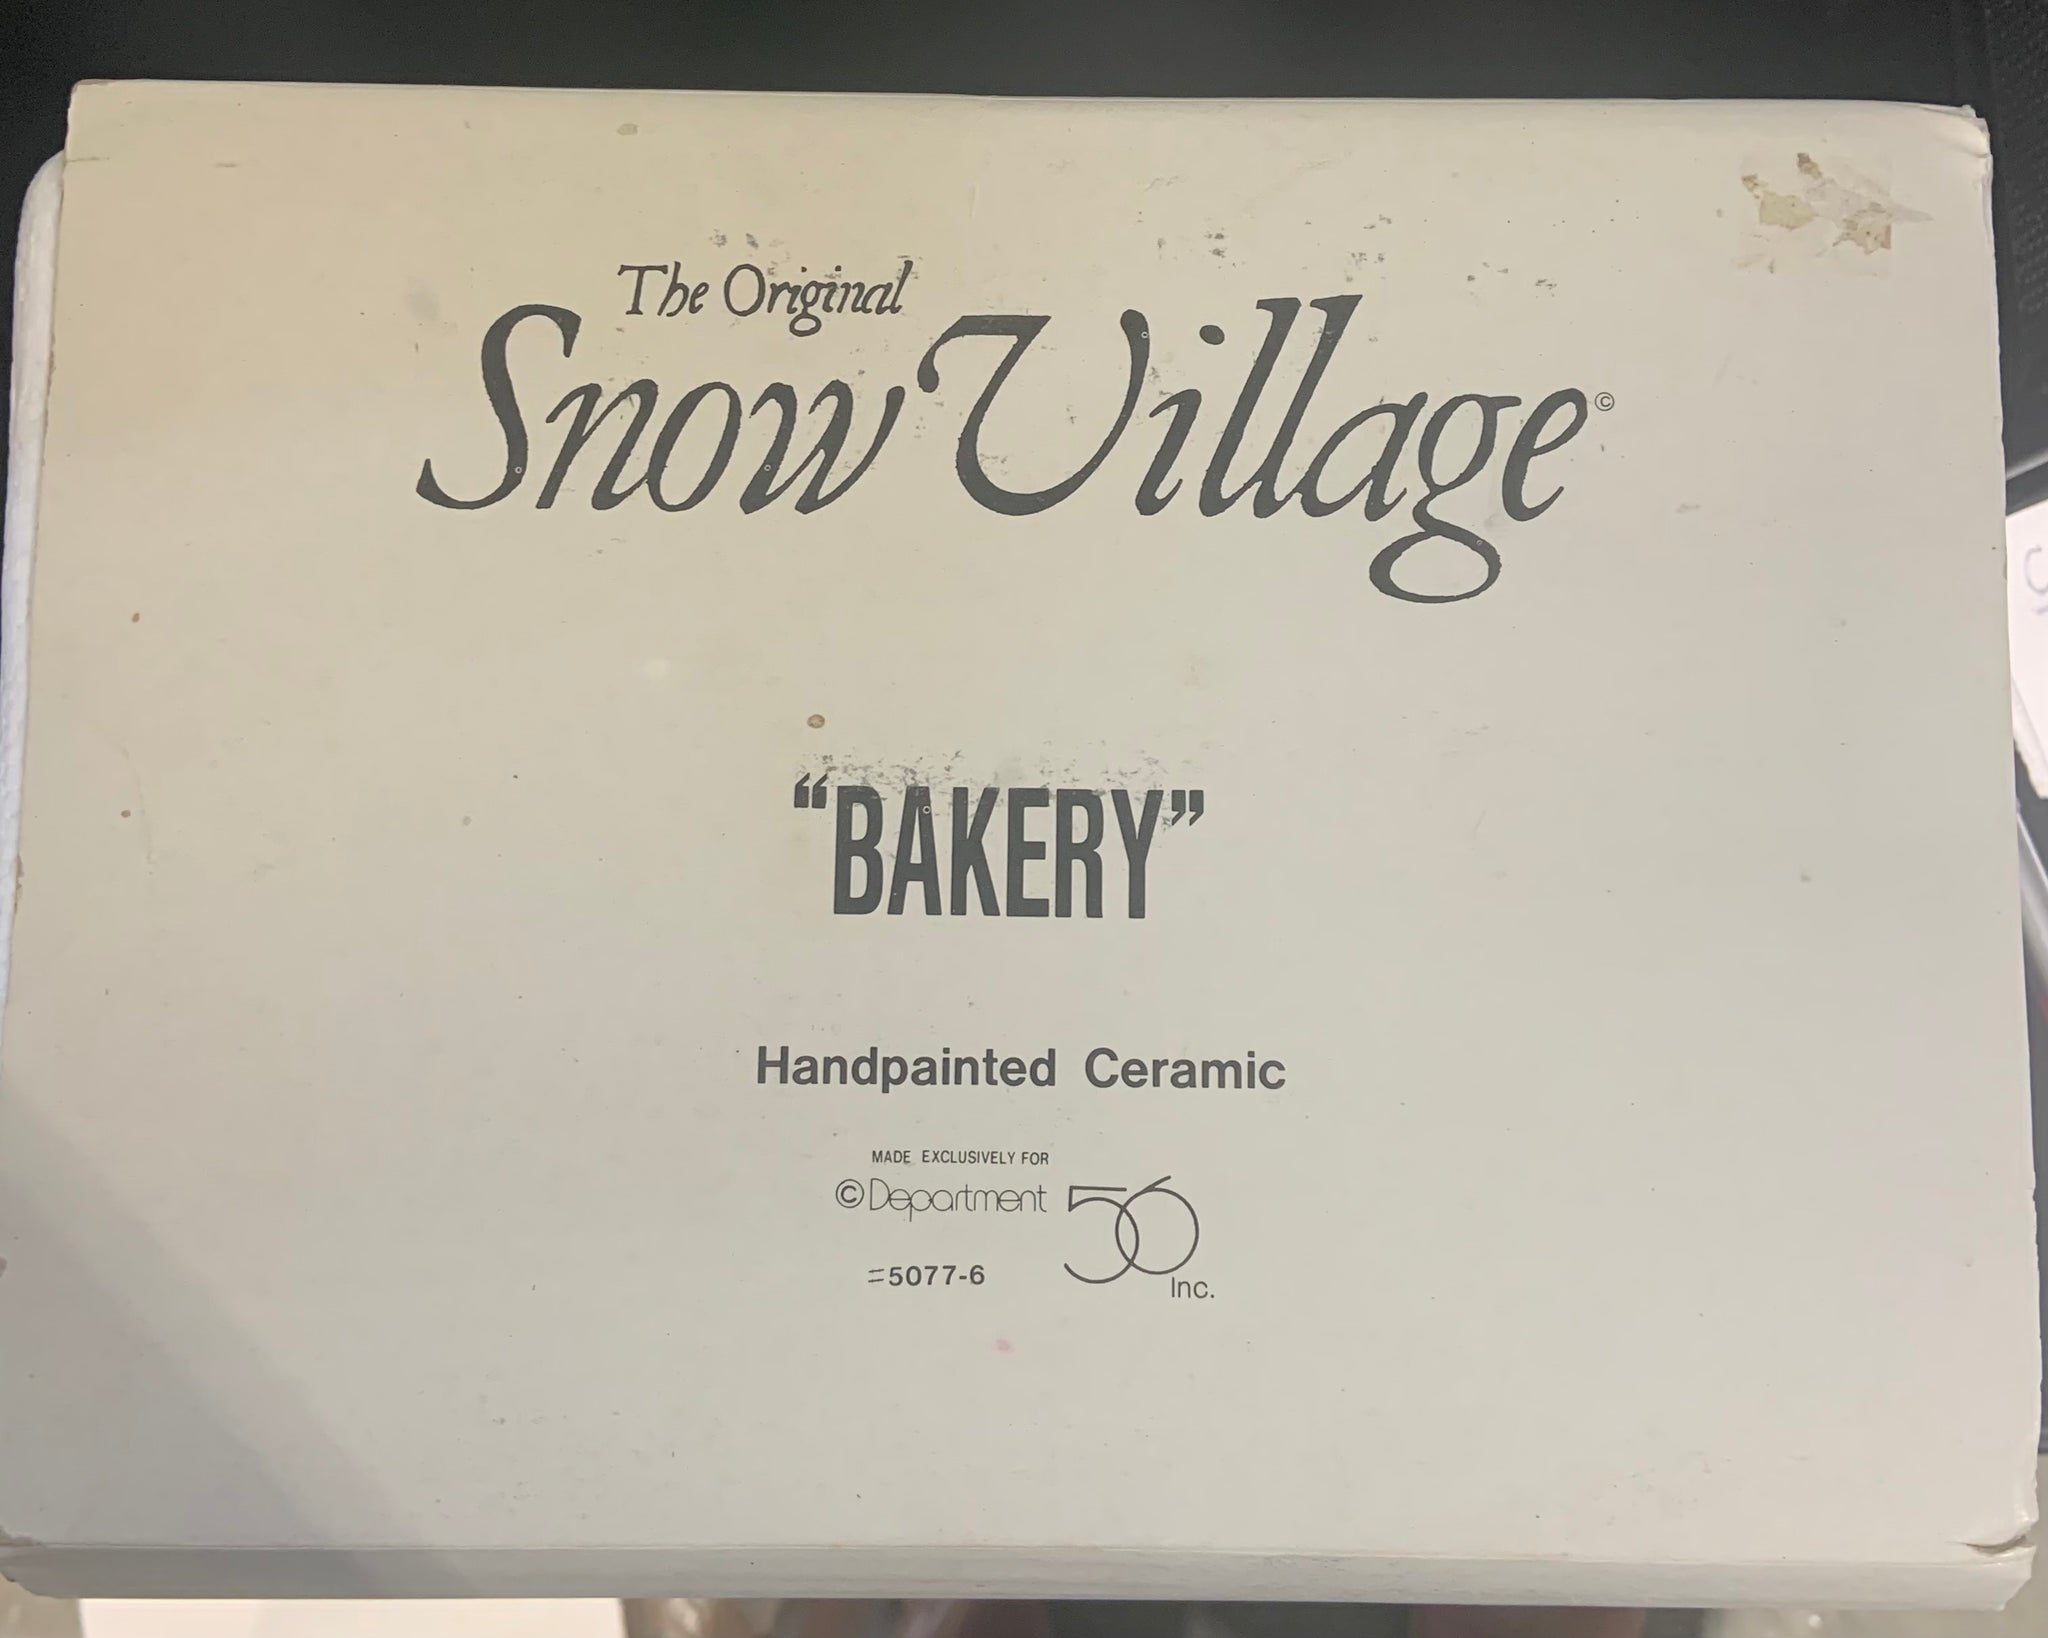 The Original
Snow Village©
“BAKERY”
Handpainted Ceramic
MADE EXCLUSIVELY FOR
©Department 56
=5077-6
Inc.